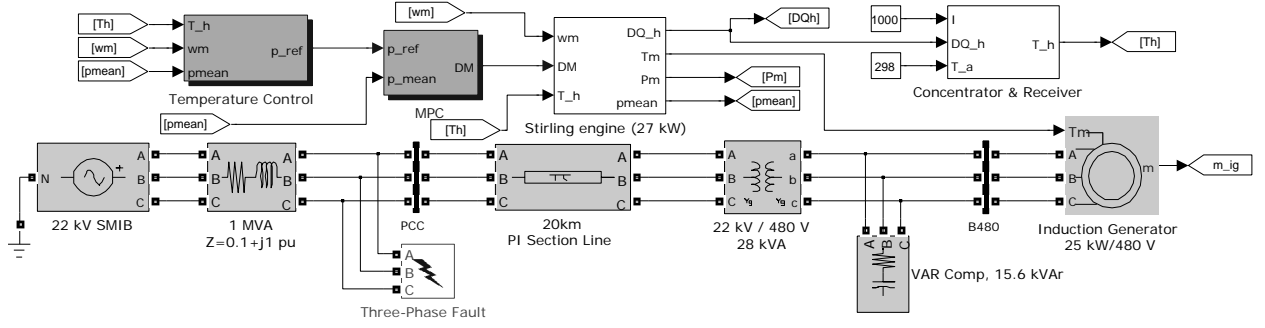 [Th]
[wm]
[pmean]
T_h
wm
pmean
p_ref
Temperature Control
[pmean]
p_ref
p_mean
DM
MPC
[wm]
[Th]
wm
DM
T_h
DQ_h
Tm
Pm
pmean
Stirling engine (27 kW)
[DQh]
[Pm]
[pmean]
1000
298
I
DQ_h
T_a
T_h
Concentrator & Receiver
[Th]
N
+
A
B
C
22 kV SMIB
A
B
C
A
B
C
1 MVA
Z=0.1+j1 pu
PCC
A
B
C
Three-Phase Fault
A
B
C
A
B
C
20km
PI Section Line
A
B
C
a
b
c
Yg
Yg
22 kV / 480 V
28 kVA
A
B
C
VAR Comp, 15.6 kVAr
B480
Tm
A
B
C
m
Induction Generator
25 kW/480 V
m_ig